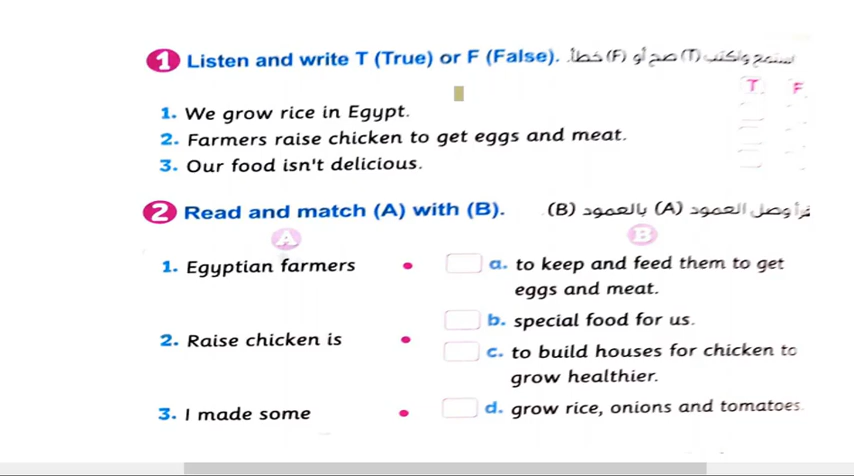 1 Listen and write T (True) or F (False). استمع واكتب (T) صح أو (F) خطأ.
T F
1. We grow rice in Egypt.
2. Farmers raise chicken to get eggs and meat.
3. Our food isn't delicious.
2 Read and match (A) with (B). وصل العمود (A) بالعمود (B).
A B
1. Egyptian farmers • a. to keep and feed them to get
eggs and meat.
b. special food for us.
2. Raise chicken is •
c. to build houses for chicken to
grow healthier.
3. I made some • d. grow rice, onions and tomatoes.